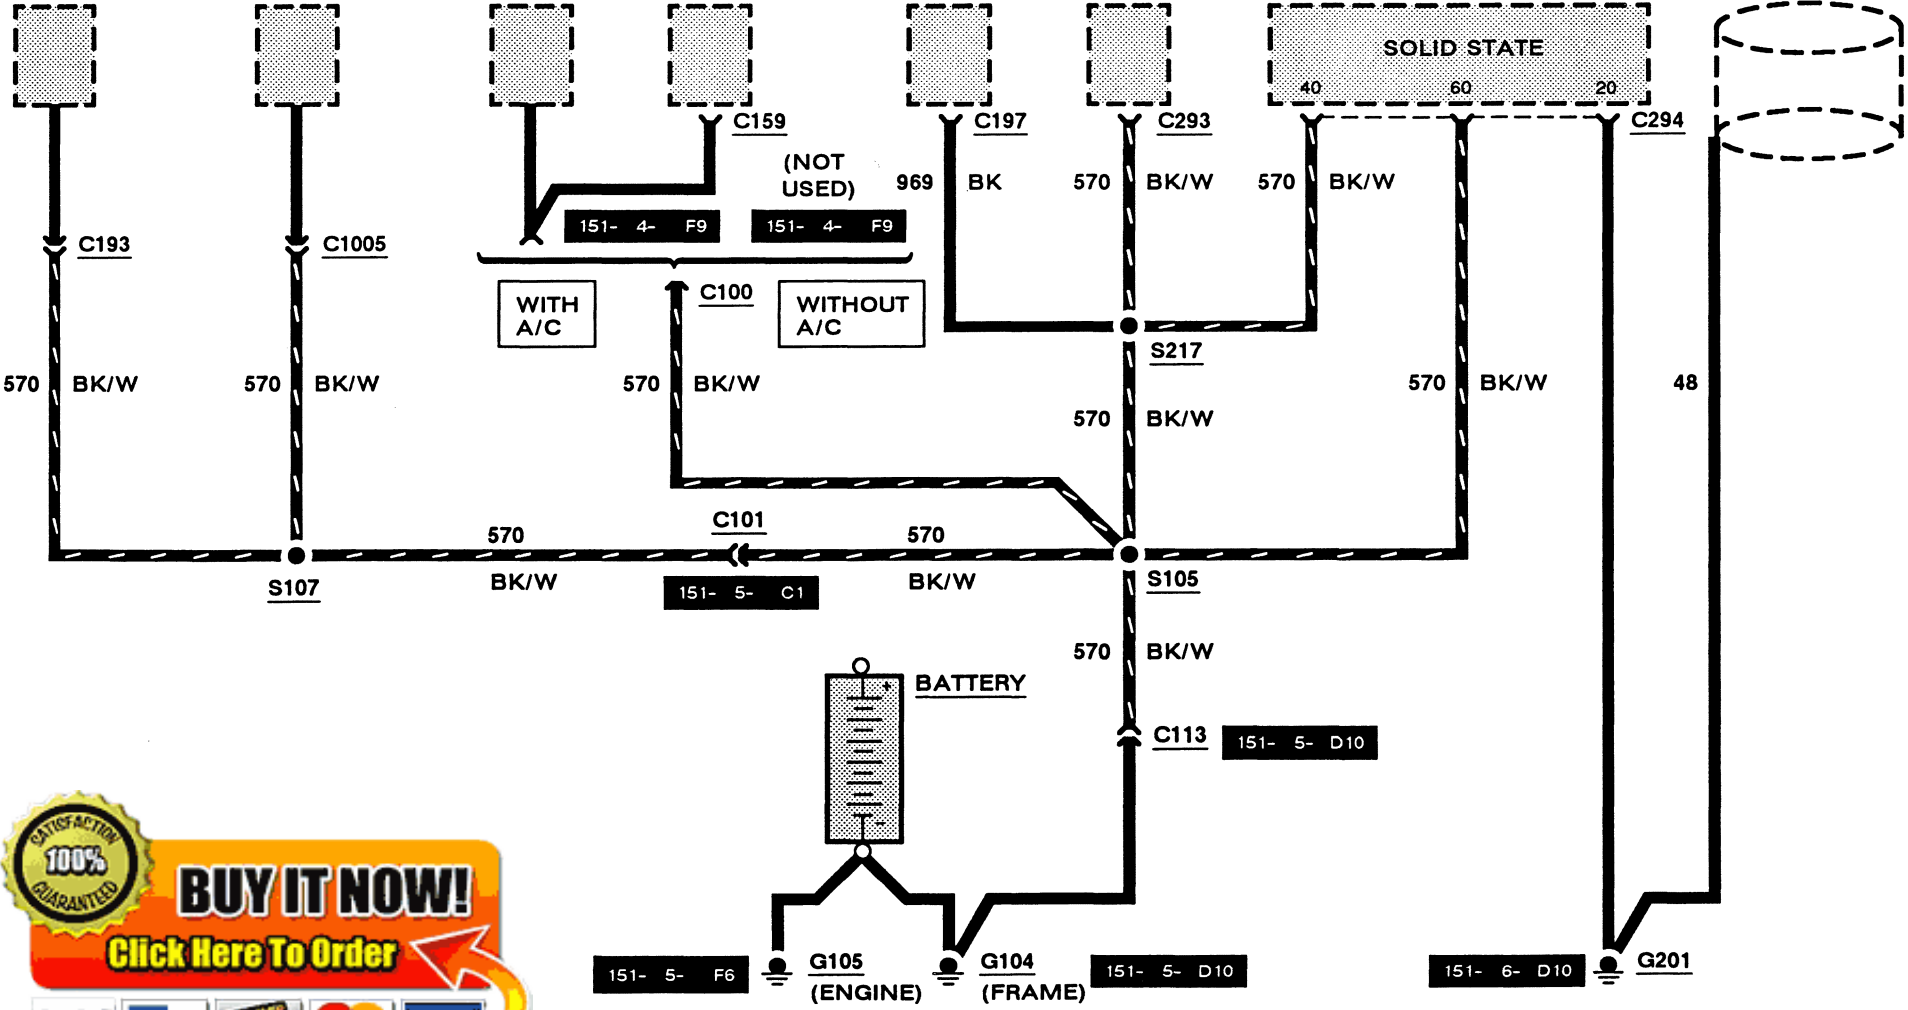 SOLID STATE
40 60 20
C159 C197 C293 C294
(NOT
USED)
969 BK 570 BK/W 570 BK/W
151- 4- F9 151- 4- F9
C193 C1005
C100
WITH
A/C
WITHOUT
A/C
S217
570 BK/W 570 BK/W 570 BK/W 570 BK/W 48
570 BK/W
C101
570 570
BK/W BK/W
S107 151- 5- C1 S105
570 BK/W
BATTERY
+
-
C113 151- 5- D10
SATISFACTION
100%
GUARANTEED
BUY IT NOW!
Click Here To Order
151- 5- F6 G105
(ENGINE)
G104
(FRAME)
151- 5- D10
151- 6- D10 G201